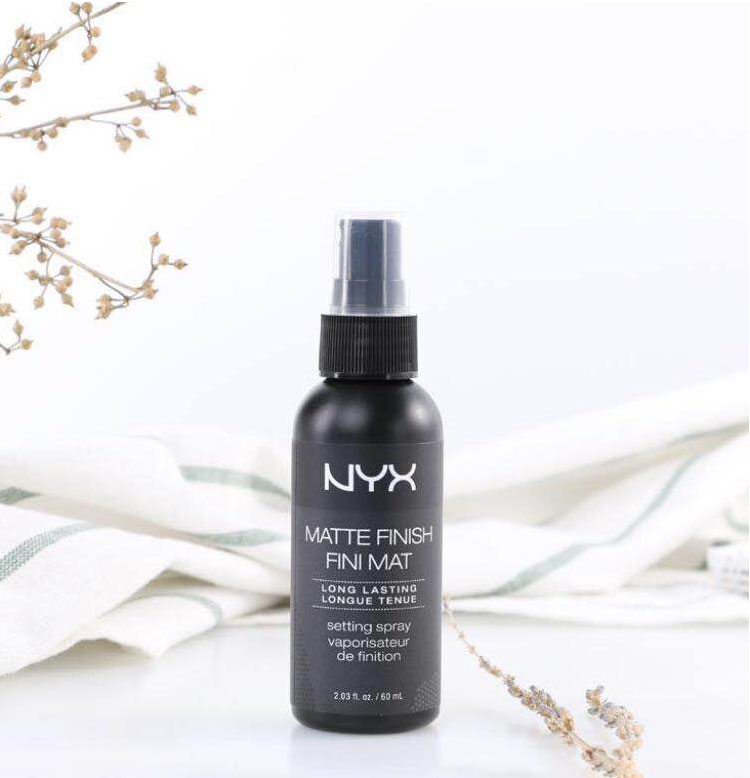 NYX
MATTE FINISH
FINI MAT
LONG LASTING
LONGUE TENUE
setting spray
vaporisateur
de finition
2.03 fl. oz. / 60 mL